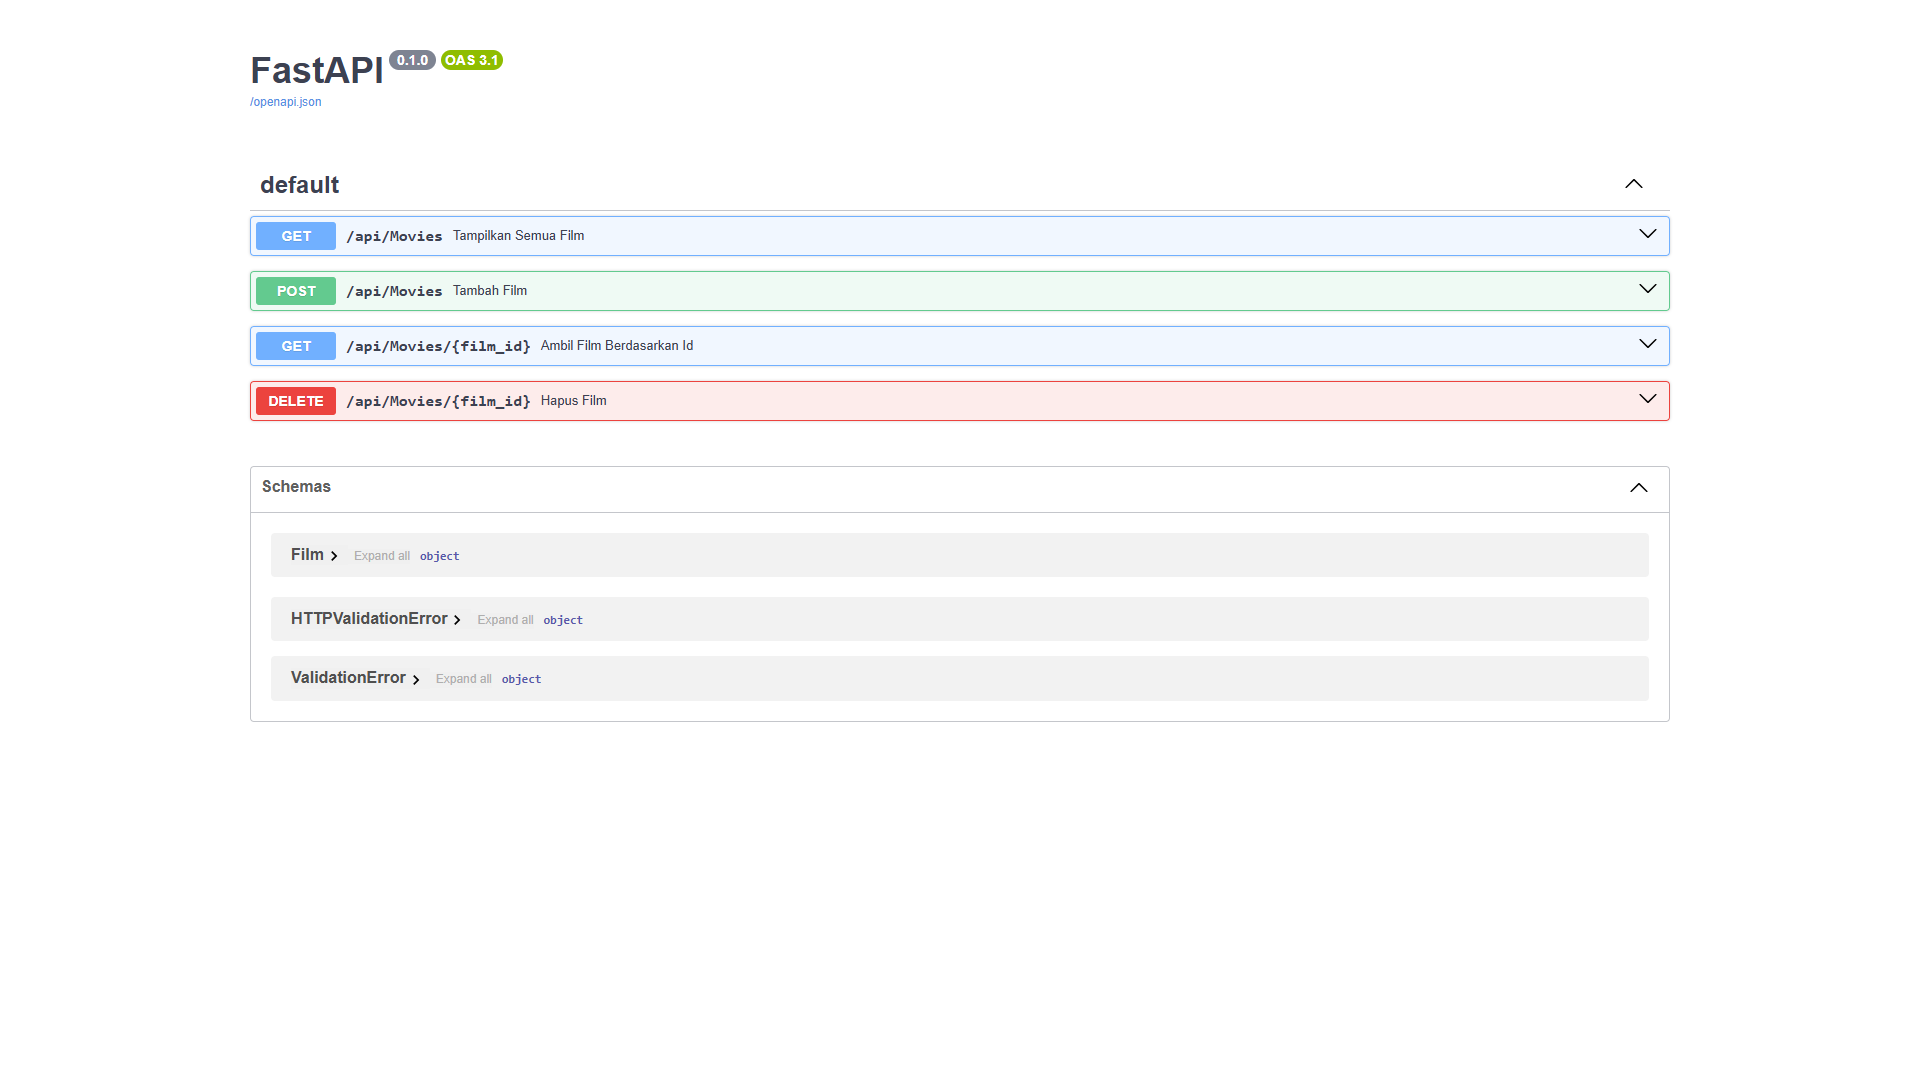 FastAPI 0.1.0 OAS 3.1
/openapi.json
default
GET /api/Movies Tampilkan Semua Film
POST /api/Movies Tambah Film
GET /api/Movies/{film_id} Ambil Film Berdasarkan Id
DELETE /api/Movies/{film_id} Hapus Film
Schemas
Film Expand all object
HTTPValidationError Expand all object
ValidationError Expand all object